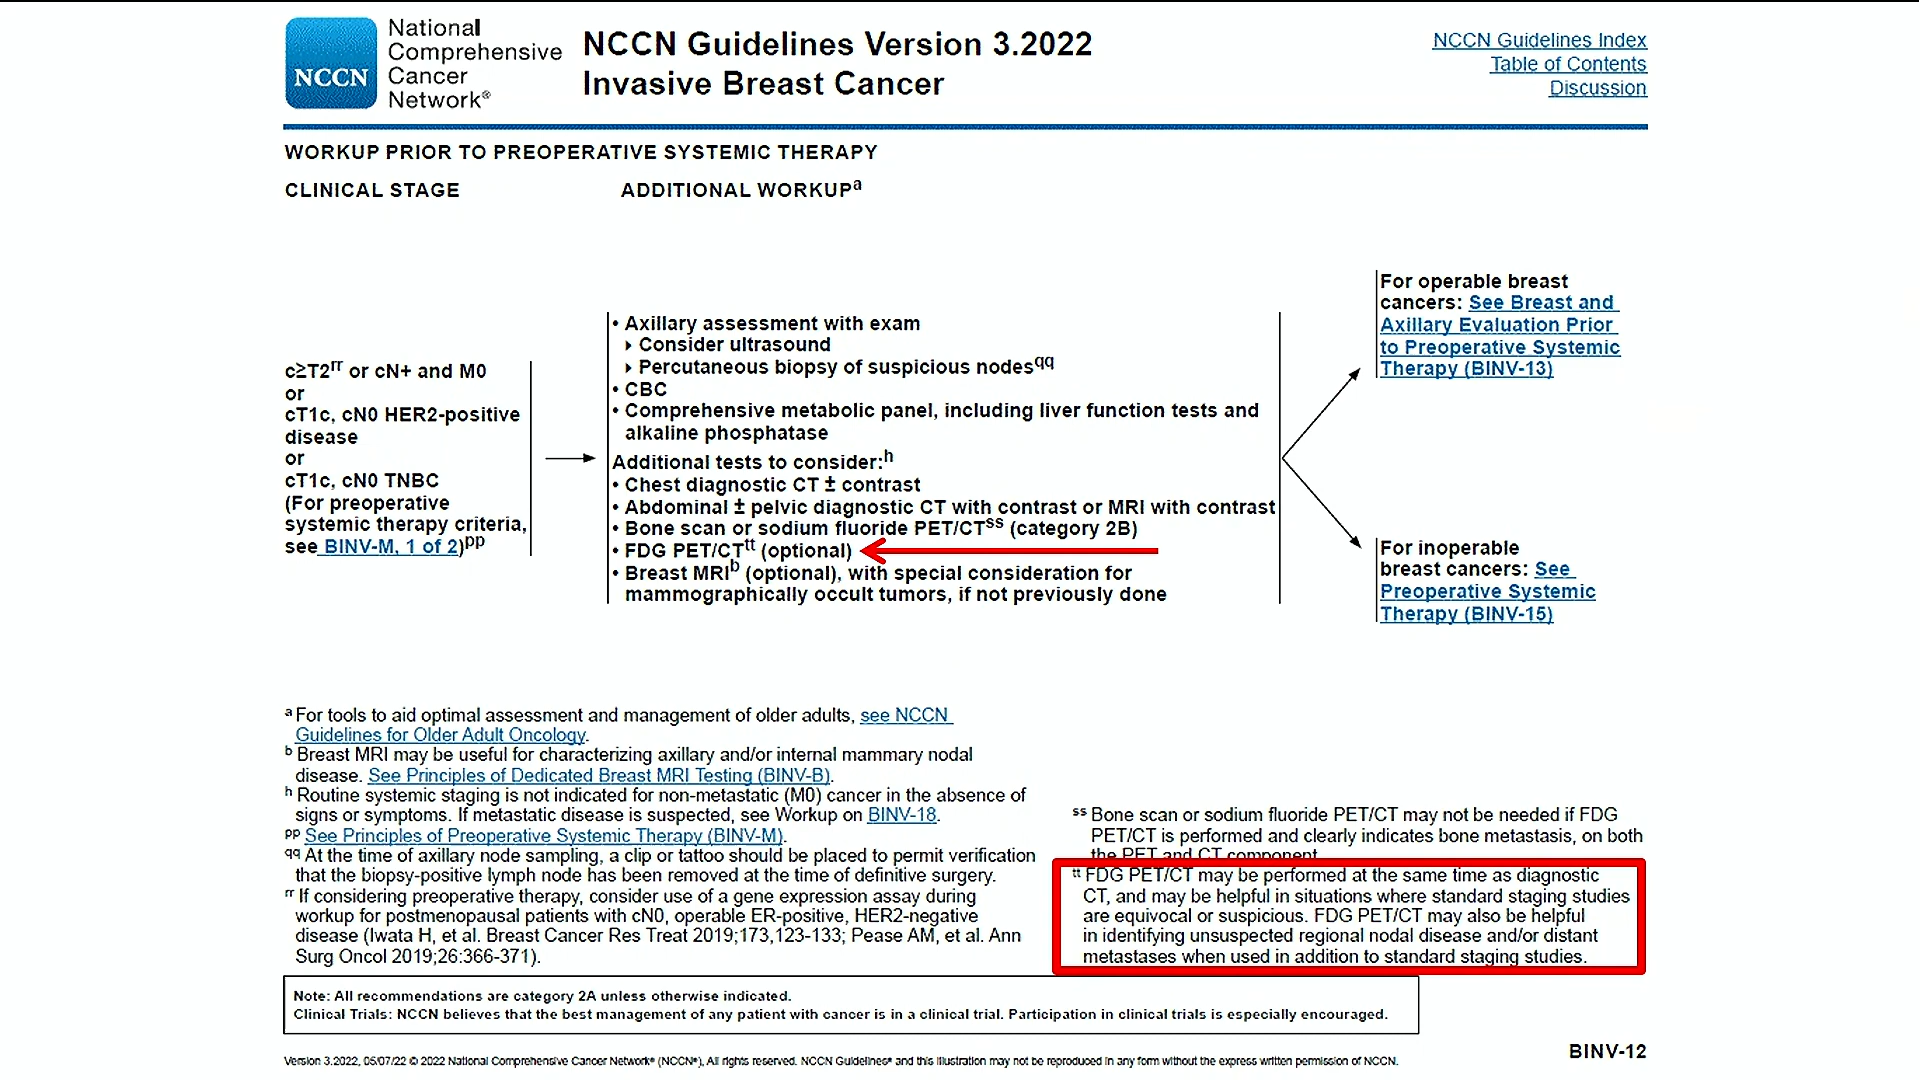 NCCN
National
Comprehensive
Cancer
Network®
NCCN Guidelines Version 3.2022
Invasive Breast Cancer
NCCN Guidelines Index
Table of Contents
Discussion
WORKUP PRIOR TO PREOPERATIVE SYSTEMIC THERAPY
CLINICAL STAGE
ADDITIONAL WORKUPa
c≥T2rr or cN+ and M0
or
cT1c, cN0 HER2-positive
disease
or
cT1c, cN0 TNBC
(For preoperative
systemic therapy criteria,
see BINV-M, 1 of 2)pp
• Axillary assessment with exam
▸ Consider ultrasound
▸ Percutaneous biopsy of suspicious nodesqq
• CBC
• Comprehensive metabolic panel, including liver function tests and
alkaline phosphatase
Additional tests to consider:h
• Chest diagnostic CT ± contrast
• Abdominal ± pelvic diagnostic CT with contrast or MRI with contrast
• Bone scan or sodium fluoride PET/CTss (category 2B)
• FDG PET/CTtt (optional)
• Breast MRIb (optional), with special consideration for
mammographically occult tumors, if not previously done
For operable breast
cancers: See Breast and
Axillary Evaluation Prior
to Preoperative Systemic
Therapy (BINV-13)
For inoperable
breast cancers: See
Preoperative Systemic
Therapy (BINV-15)
a For tools to aid optimal assessment and management of older adults, see NCCN
Guidelines for Older Adult Oncology.
b Breast MRI may be useful for characterizing axillary and/or internal mammary nodal
disease. See Principles of Dedicated Breast MRI Testing (BINV-B).
h Routine systemic staging is not indicated for non-metastatic (M0) cancer in the absence of
signs or symptoms. If metastatic disease is suspected, see Workup on BINV-18.
pp See Principles of Preoperative Systemic Therapy (BINV-M).
qq At the time of axillary node sampling, a clip or tattoo should be placed to permit verification
that the biopsy-positive lymph node has been removed at the time of definitive surgery.
rr If considering preoperative therapy, consider use of a gene expression assay during
workup for postmenopausal patients with cN0, operable ER-positive, HER2-negative
disease (Iwata H, et al. Breast Cancer Res Treat 2019;173,123-133; Pease AM, et al. Ann
Surg Oncol 2019;26:366-371).
ss Bone scan or sodium fluoride PET/CT may not be needed if FDG
PET/CT is performed and clearly indicates bone metastasis, on both
the PET and CT component.
tt FDG PET/CT may be performed at the same time as diagnostic
CT, and may be helpful in situations where standard staging studies
are equivocal or suspicious. FDG PET/CT may also be helpful
in identifying unsuspected regional nodal disease and/or distant
metastases when used in addition to standard staging studies.
Note: All recommendations are category 2A unless otherwise indicated.
Clinical Trials: NCCN believes that the best management of any patient with cancer is in a clinical trial. Participation in clinical trials is especially encouraged.
Version 3.2022, 05/07/22 © 2022 National Comprehensive Cancer Network® (NCCN®), All rights reserved. NCCN Guidelines® and this illustration may not be reproduced in any form without the express written permission of NCCN.
BINV-12